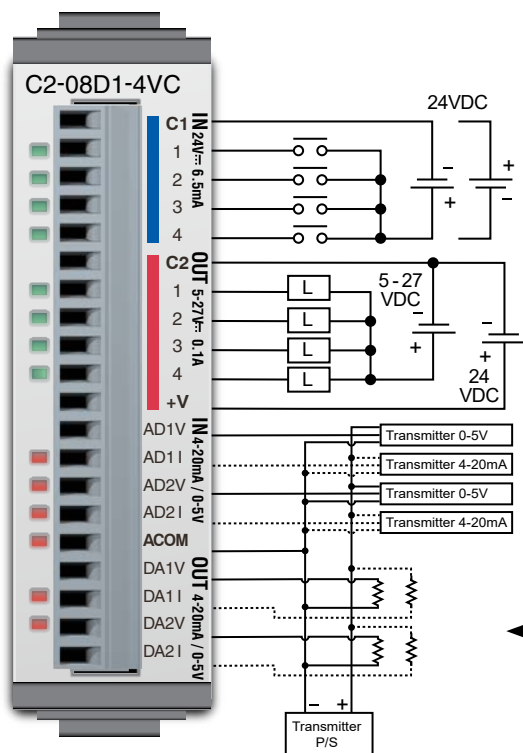 C2-08D1-4VC
C1
1
2
3
4
IN 24V⎓ 6.5mA
C2
1
2
3
4
+V
OUT 5-27V⎓ 0.1A
AD1V
AD1I
AD2V
AD2I
ACOM
IN 4-20mA / 0-5V
DA1V
DA1I
DA2V
DA2I
OUT 4-20mA / 0-5V
24VDC
−
+
+
−
L
L
L
L
5-27
VDC
−
+
−
+
24
VDC
Transmitter 0-5V
Transmitter 4-20mA
Transmitter 0-5V
Transmitter 4-20mA
− +
Transmitter
P/S